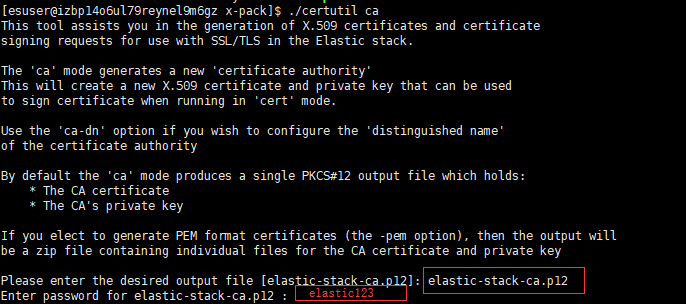 [esuser@izbp14o6ul79reynel9m6gz x-pack]$ ./certutil ca
This tool assists you in the generation of X.509 certificates and certificate
signing requests for use with SSL/TLS in the Elastic stack.
The 'ca' mode generates a new 'certificate authority'
This will create a new X.509 certificate and private key that can be used
to sign certificate when running in 'cert' mode.
Use the 'ca-dn' option if you wish to configure the 'distinguished name'
of the certificate authority
By default the 'ca' mode produces a single PKCS#12 output file which holds:
* The CA certificate
* The CA's private key
If you elect to generate PEM format certificates (the -pem option), then the output will
be a zip file containing individual files for the CA certificate and private key
Please enter the desired output file [elastic-stack-ca.p12]: elastic-stack-ca.p12
Enter password for elastic-stack-ca.p12 : elastic123